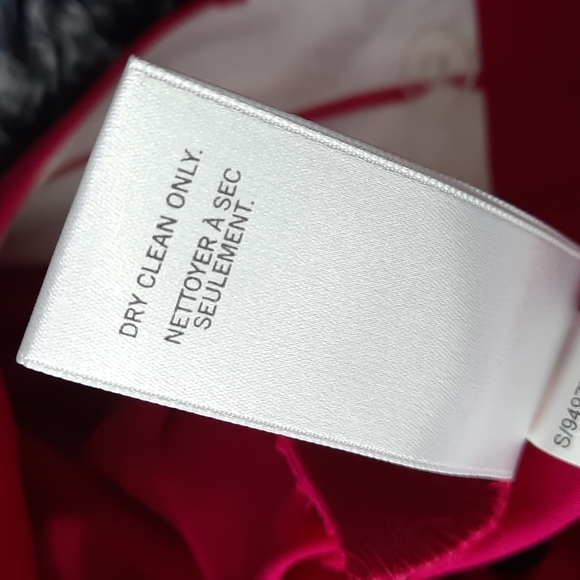 DRY CLEAN ONLY.
NETTOYER À SEC
SEULEMENT.